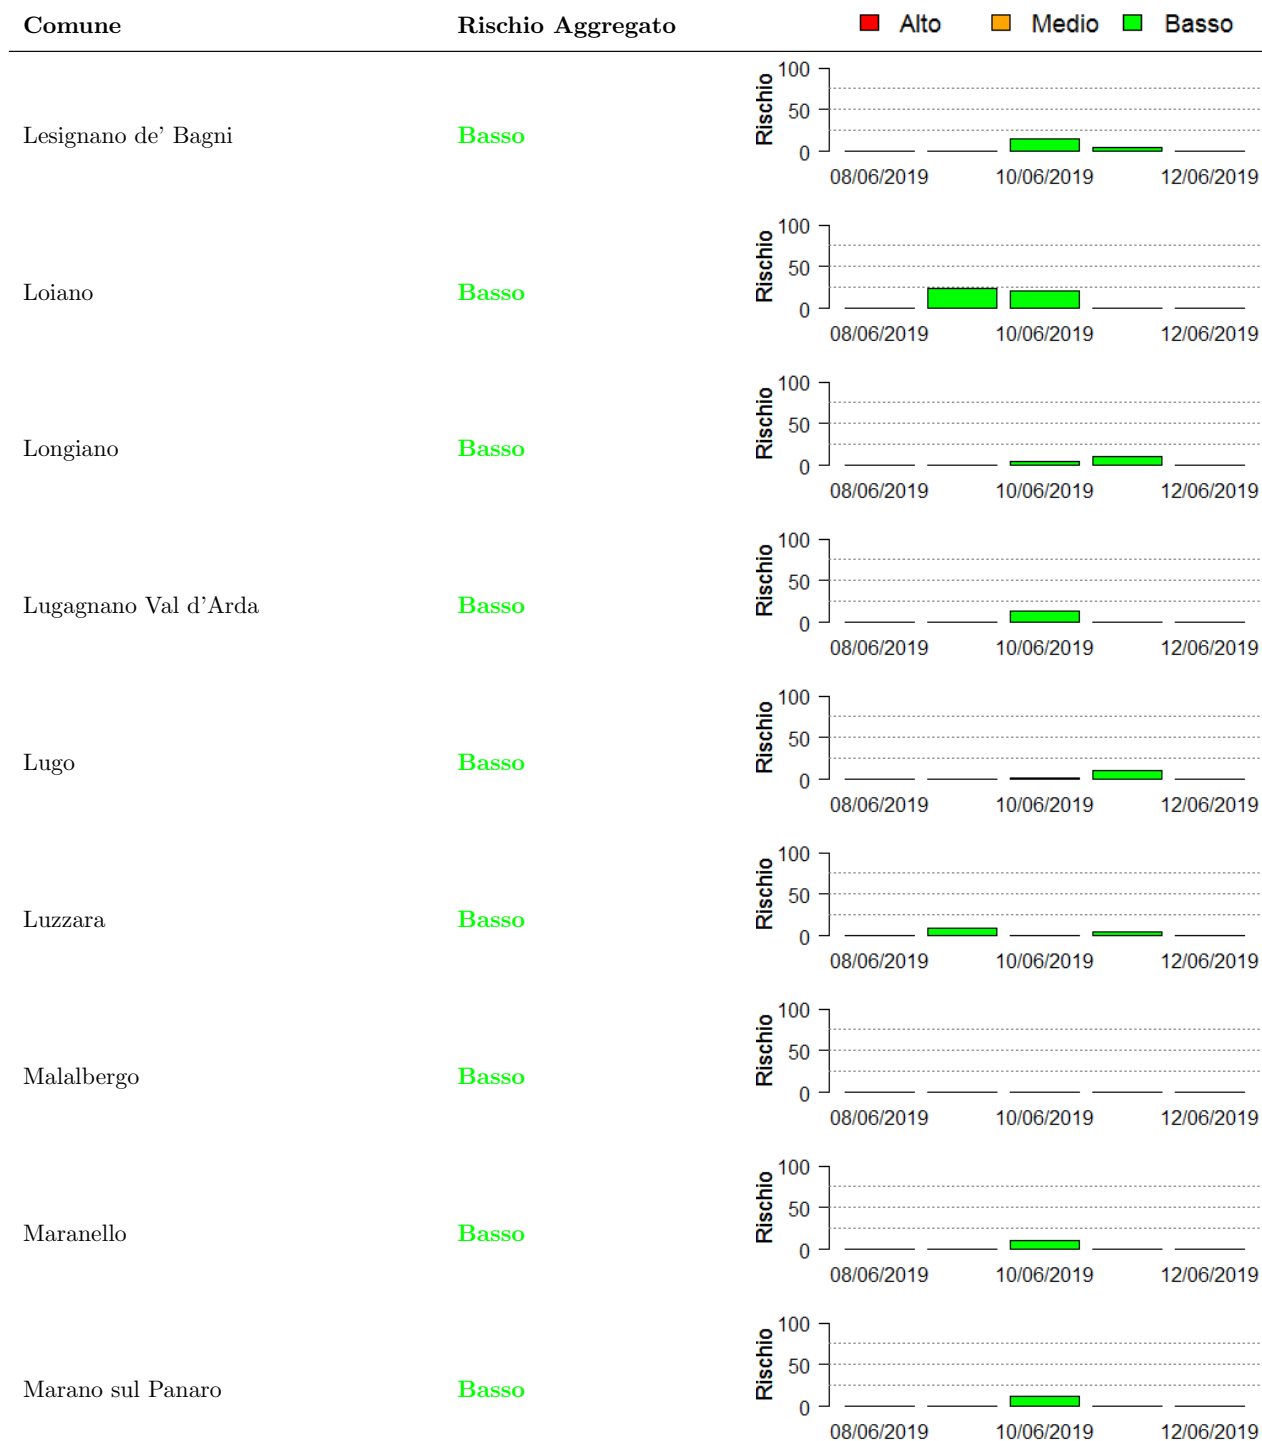 Comune Rischio Aggregato Alto Medio Basso
Lesignano de' Bagni Basso
Rischio
100
50
0
08/06/2019 10/06/2019 12/06/2019
Loiano Basso
Rischio
100
50
0
08/06/2019 10/06/2019 12/06/2019
Longiano Basso
Rischio
100
50
0
08/06/2019 10/06/2019 12/06/2019
Lugagnano Val d'Arda Basso
Rischio
100
50
0
08/06/2019 10/06/2019 12/06/2019
Lugo Basso
Rischio
100
50
0
08/06/2019 10/06/2019 12/06/2019
Luzzara Basso
Rischio
100
50
0
08/06/2019 10/06/2019 12/06/2019
Malalbergo Basso
Rischio
100
50
0
08/06/2019 10/06/2019 12/06/2019
Maranello Basso
Rischio
100
50
0
08/06/2019 10/06/2019 12/06/2019
Marano sul Panaro Basso
Rischio
100
50
0
08/06/2019 10/06/2019 12/06/2019